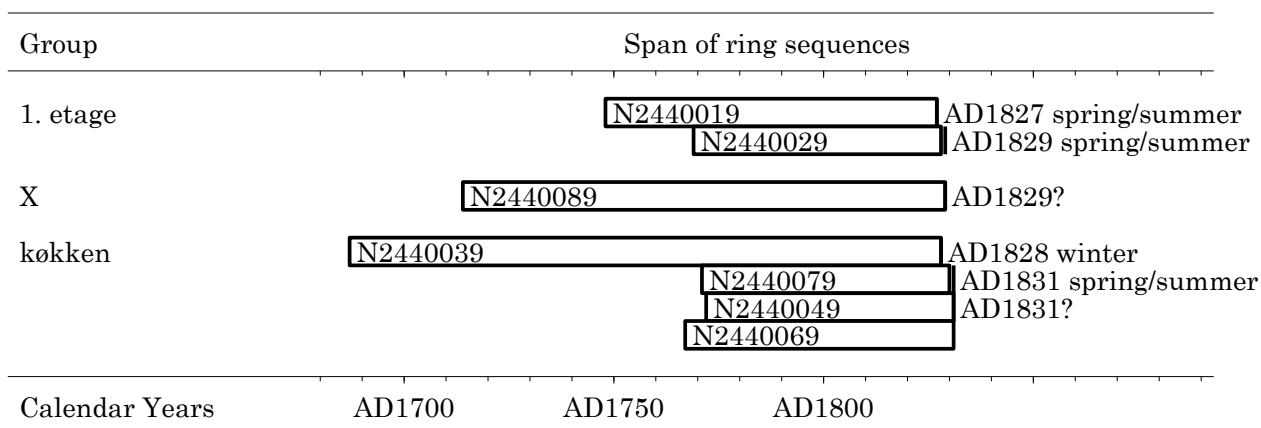 Group Span of ring sequences
1. etage N2440019 AD1827 spring/summer
N2440029 AD1829 spring/summer
X N2440089 AD1829?
køkken N2440039 AD1828 winter
N2440079 AD1831 spring/summer
N2440049 AD1831?
N2440069
Calendar Years AD1700 AD1750 AD1800